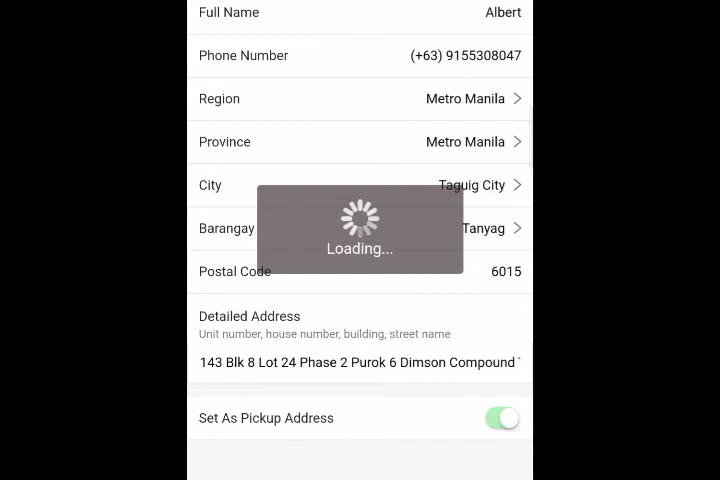 Full Name Albert
Phone Number (+63) 9155308047
Region Metro Manila
Province Metro Manila
City Taguig City
Barangay Tanyag
Loading...
Postal Code 6015
Detailed Address
Unit number, house number, building, street name
143 Blk 8 Lot 24 Phase 2 Purok 6 Dimson Compound
Set As Pickup Address